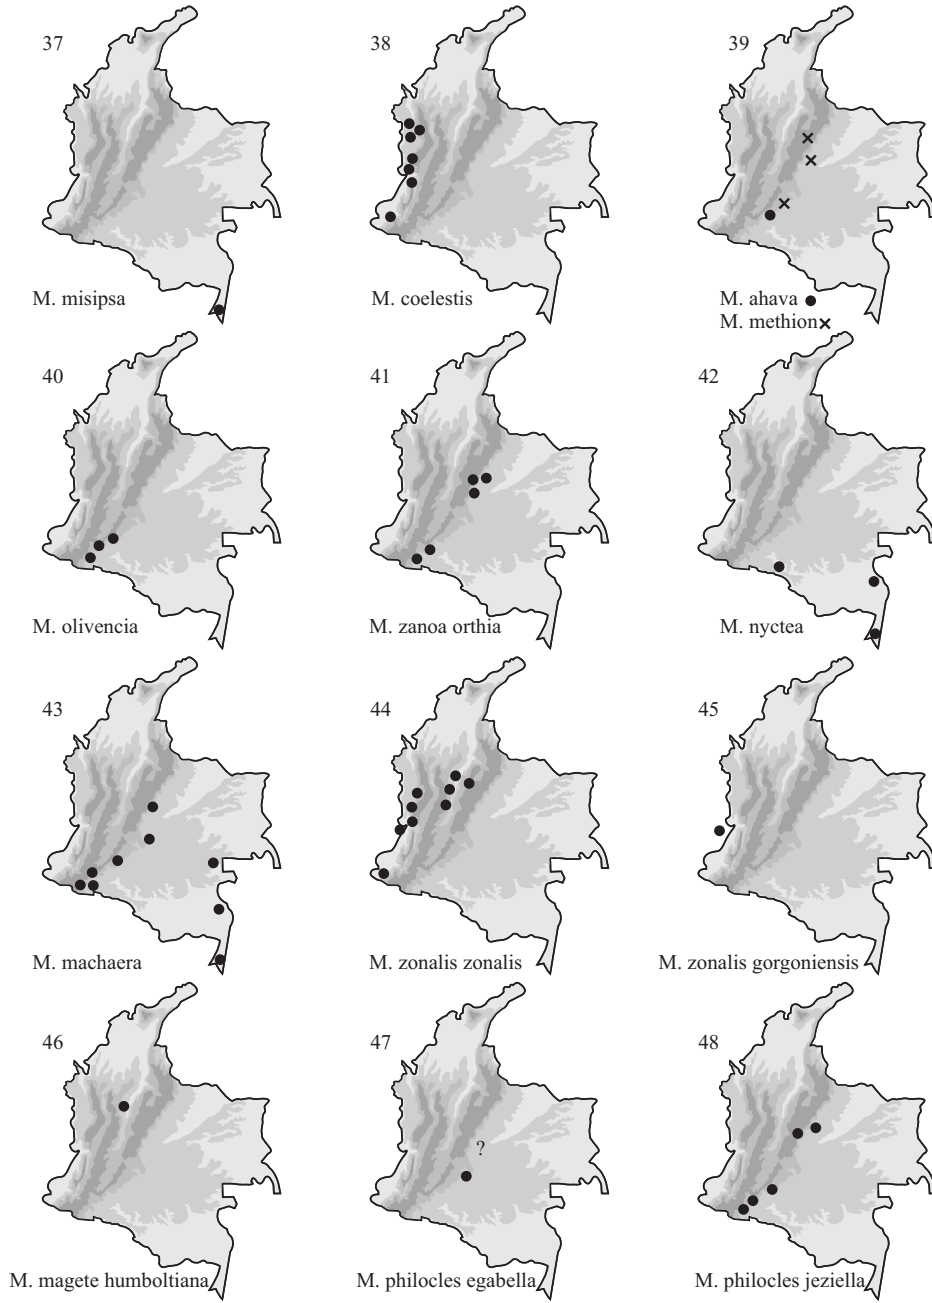 37
38
39
M. misipsa
M. coelestis
M. ahava
M. methion
40
41
42
M. olivencia
M. zanoa orthia
M. nyctea
43
44
45
M. machaera
M. zonalis zonalis
M. zonalis gorgoniensis
46
47
48
?
M. magete humboltiana
M. philocles egabella
M. philocles jeziella